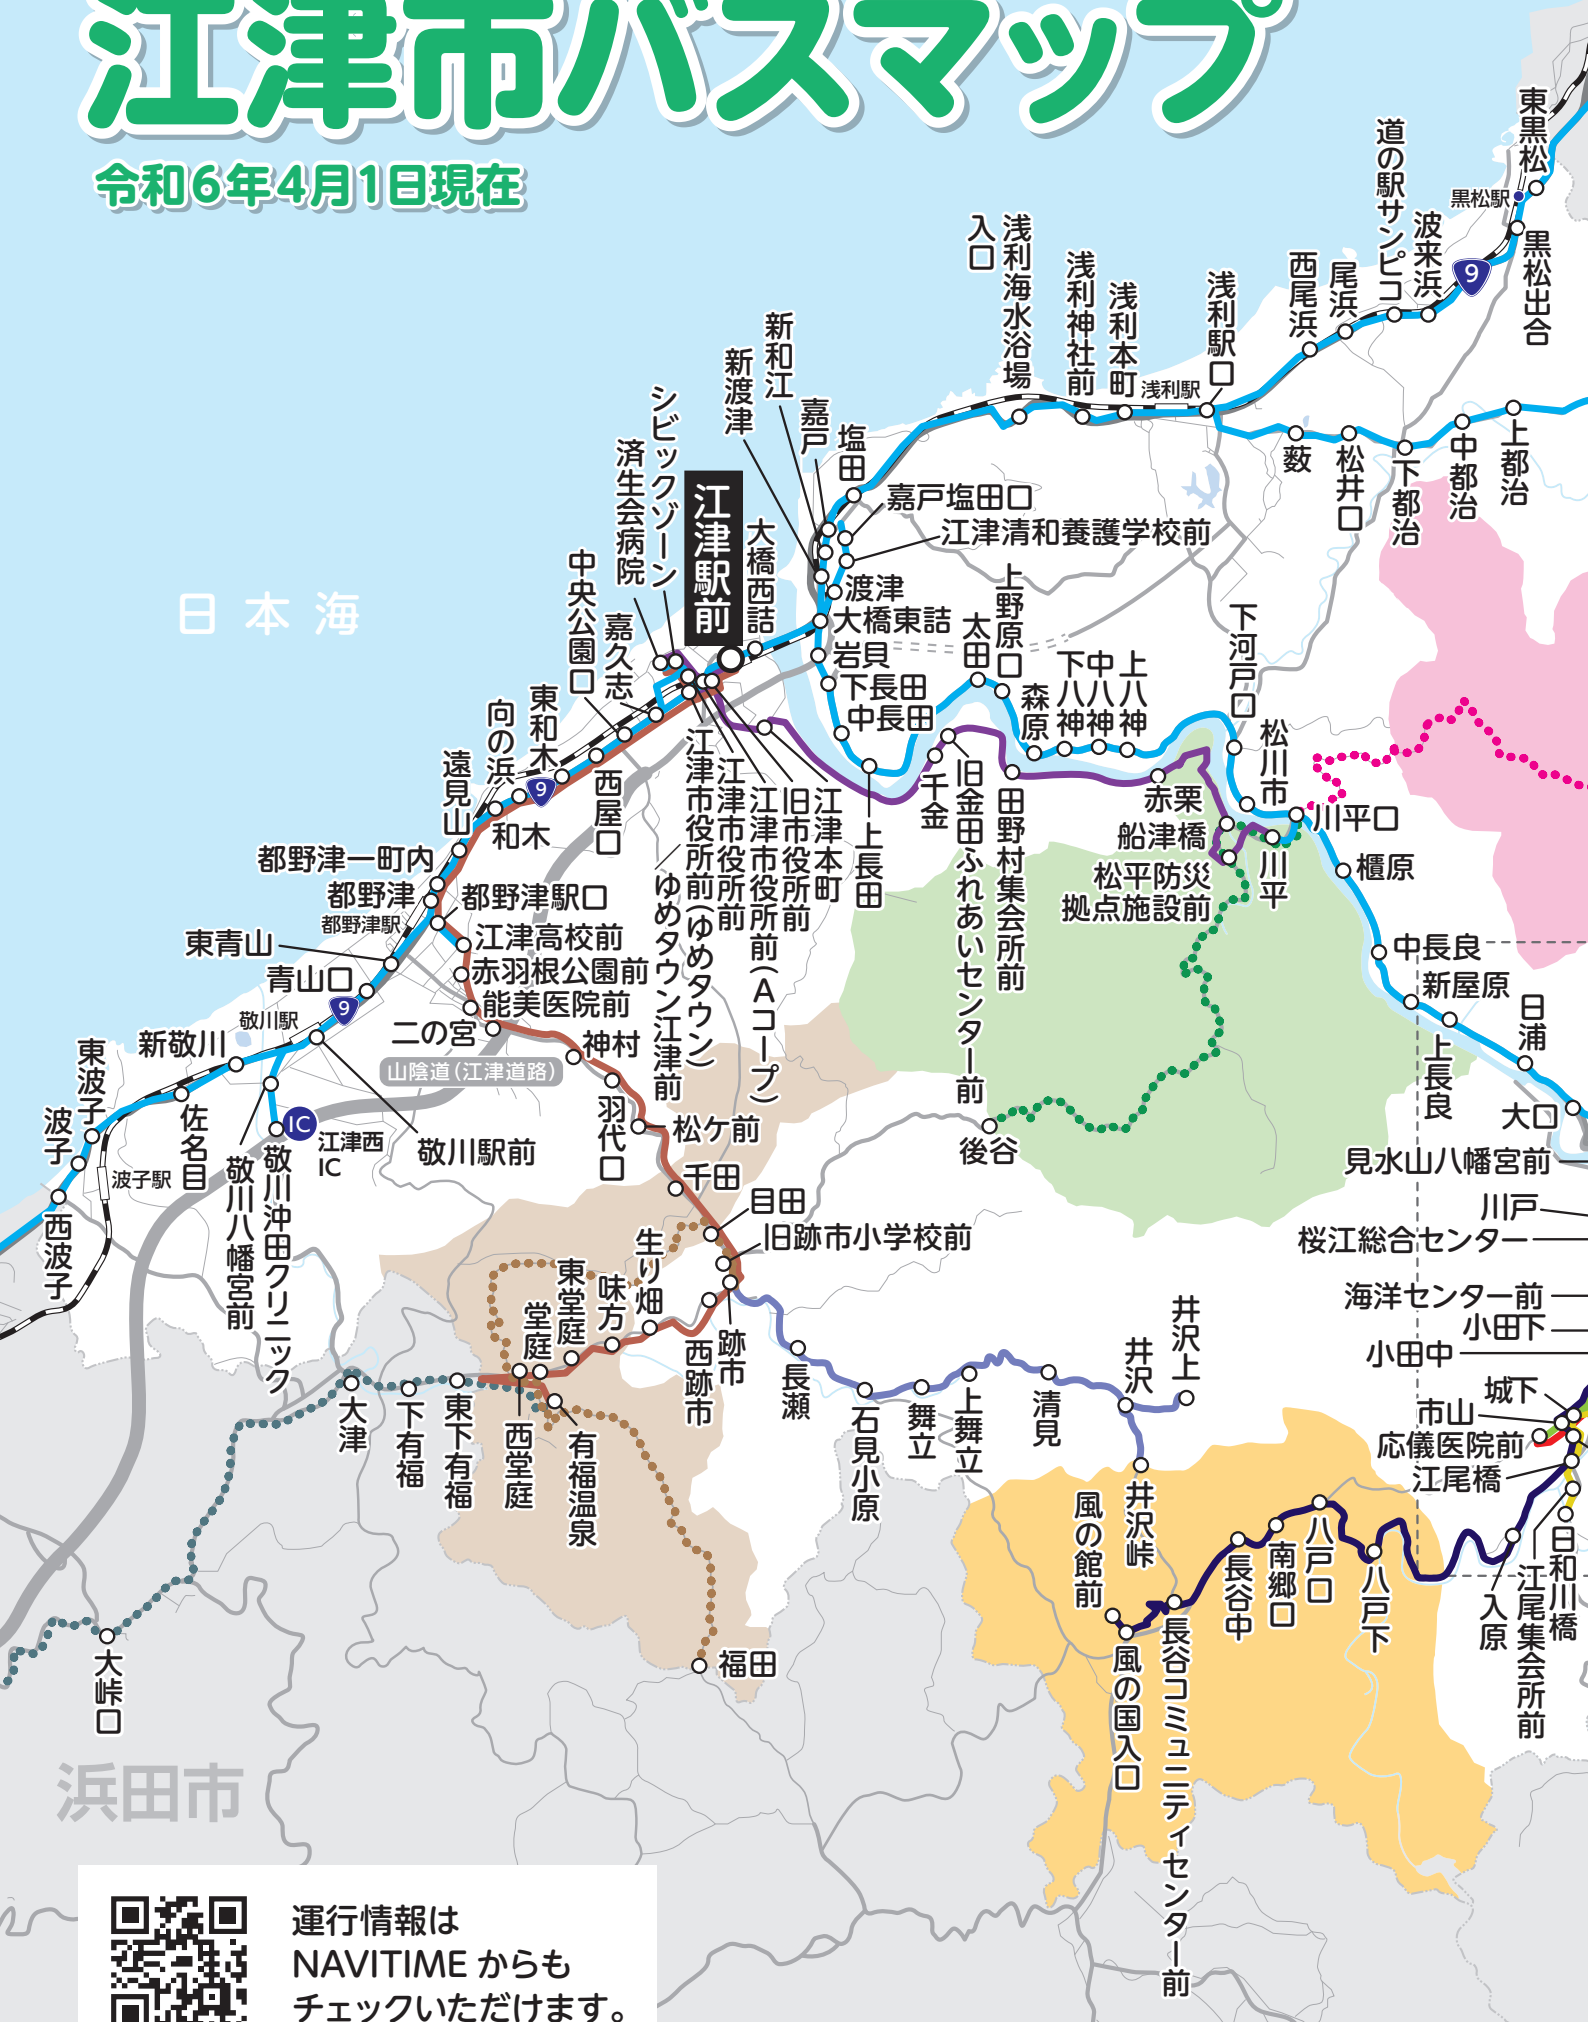 江津市バスマップ
令和6年4月1日現在
日本海
東黒松
黒松駅
黒松出合
9
道の駅サンピコ
波来浜
尾浜
西尾浜
浅利駅口
浅利駅
浅利本町
浅利神社前
浅利海水浴場
入口
薮
松井口
下都治
中都治
上都治
新和江
新渡津
嘉戸
塩田
嘉戸塩田口
江津清和養護学校前
渡津
大橋東詰
岩貝
下長田
中長田
上長田
シビックゾーン
済生会病院
江津駅前
大橋西詰
中央公園口
嘉久志
東和木
向の浜
遠見山
9
西屋口
和木
都野津一町内
都野津
都野津駅
都野津駅口
江津高校前
赤羽根公園前
能美医院前
二の宮
東青山
青山口
9
敬川駅
山陰道(江津道路)
新敬川
東波子
波子
波子駅
西波子
佐名目
敬川八幡宮前
敬川沖田クリニック
IC
江津西
IC
敬川駅前
江津市役所前(ゆめタウン)
ゆめタウン江津前
江津市役所前
江津市役所前(Aコープ)
旧市役所前
江津本町
太田
上野原口
森原
下八神
中八神
上八神
下河戸口
松川市
川平口
千金
旧金田ふれあいセンター前
田野村集会所前
赤栗
船津橋
松平防災
拠点施設前
川平
櫃原
中長良
新屋原
上長良
日浦
大口
後谷
神村
羽代口
松ケ前
千田
目田
旧跡市小学校前
跡市
西跡市
生り畑
味方
東堂庭
堂庭
西堂庭
有福温泉
東下有福
下有福
大津
大峠口
福田
浜田市
長瀬
石見小原
舞立
上舞立
清見
井沢
井沢上
井沢峠
見水山八幡宮前
川戸
桜江総合センター
海洋センター前
小田下
小田中
城下
市山
応儀医院前
江尾橋
日和川橋
江尾集会所前
入原
八戸下
八戸口
南郷口
長谷中
長谷コミュニティセンター前
風の国入口
風の館前
運行情報は
NAVITIME からも
チェックいただけます。